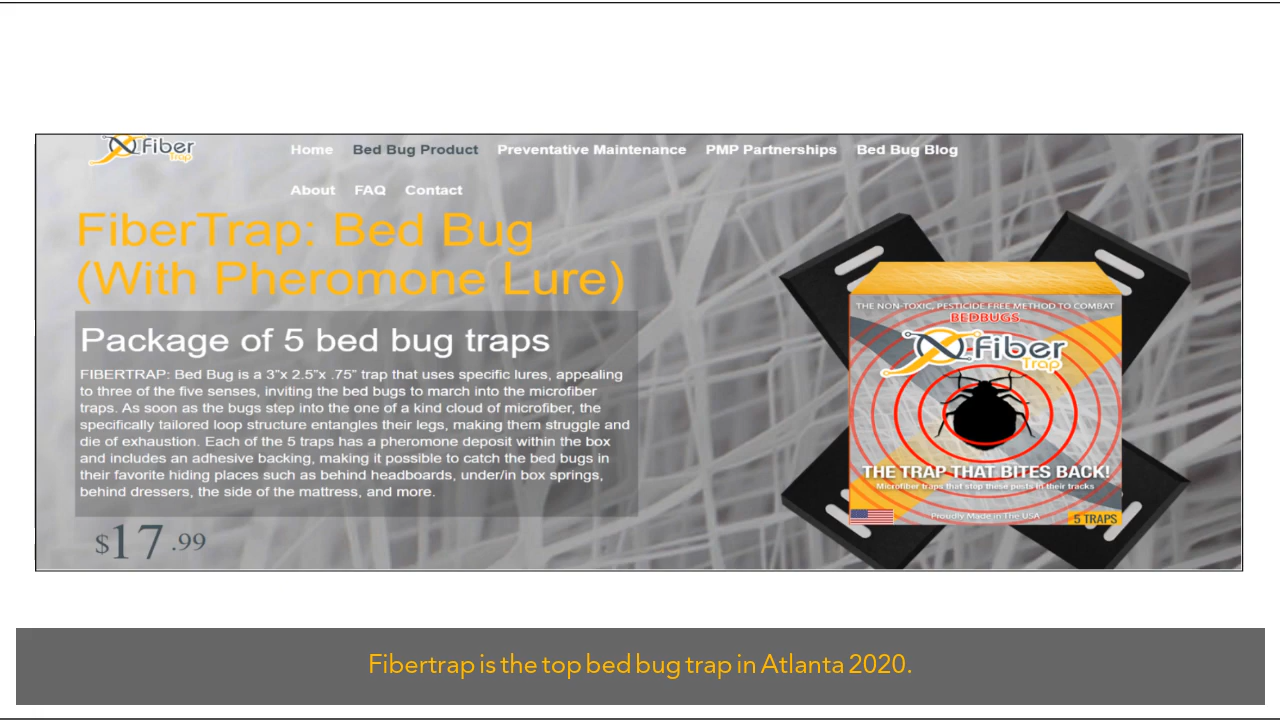 Fiber
Trap
Home Bed Bug Product Preventative Maintenance PMP Partnerships Bed Bug Blog
About FAQ Contact
FiberTrap: Bed Bug
(With Pheromone Lure)
Package of 5 bed bug traps
FIBERTRAP: Bed Bug is a 3"x 2.5"x .75" trap that uses specific lures, appealing
to three of the five senses, inviting the bed bugs to march into the microfiber
traps. As soon as the bugs step into the one of a kind cloud of microfiber, the
specifically tailored loop structure entangles their legs, making them struggle and
die of exhaustion. Each of the 5 traps has a pheromone deposit within the box
and includes an adhesive backing, making it possible to catch the bed bugs in
their favorite hiding places such as behind headboards, under/in box springs,
behind dressers, the side of the mattress, and more.
$17.99
THE NON-TOXIC, PESTICIDE FREE METHOD TO COMBAT
BEDBUGS
Fiber
Trap
THE TRAP THAT BITES BACK!
Microfiber traps that stop these pests in their tracks
Proudly Made in The USA
5 TRAPS
Fibertrap is the top bed bug trap in Atlanta 2020.